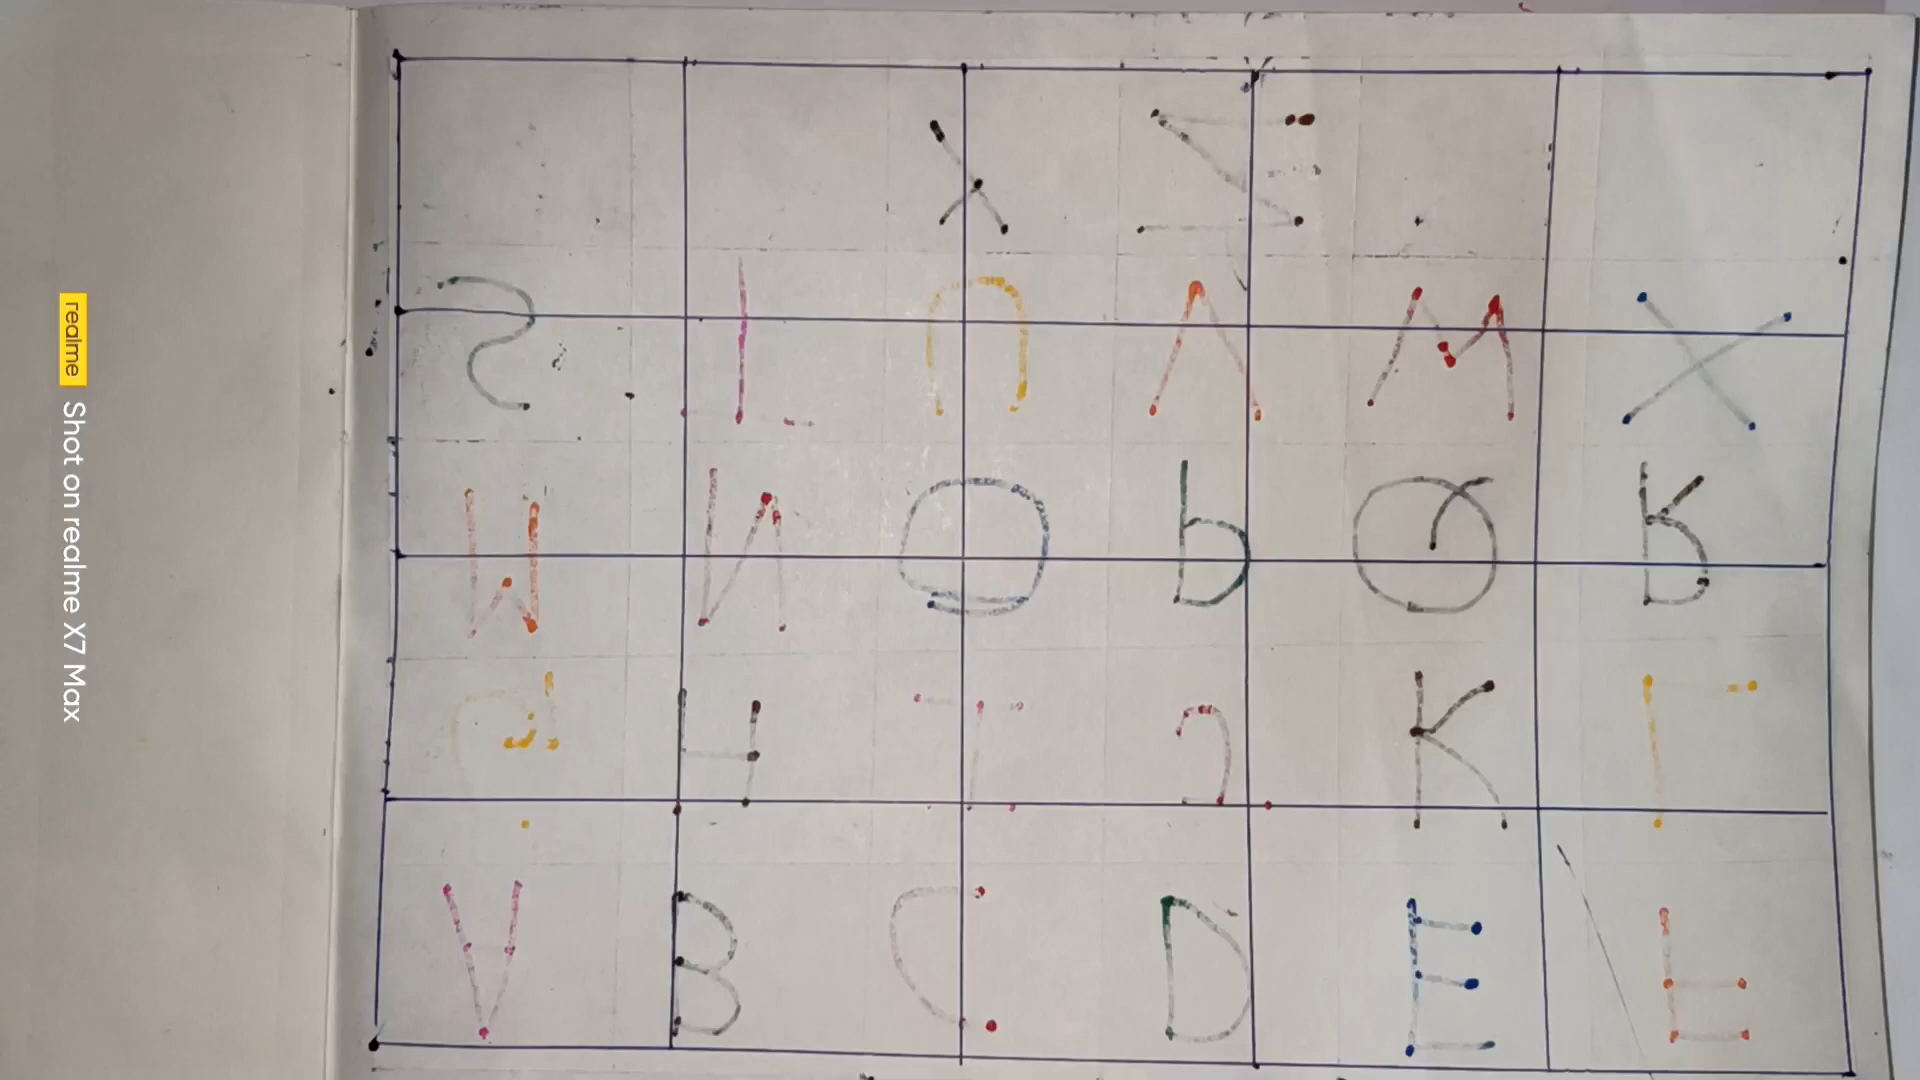 A B C D E F
G H I J K L
M N O P Q R
S T U V W X
Y Z
realme Shot on realme X7 Max